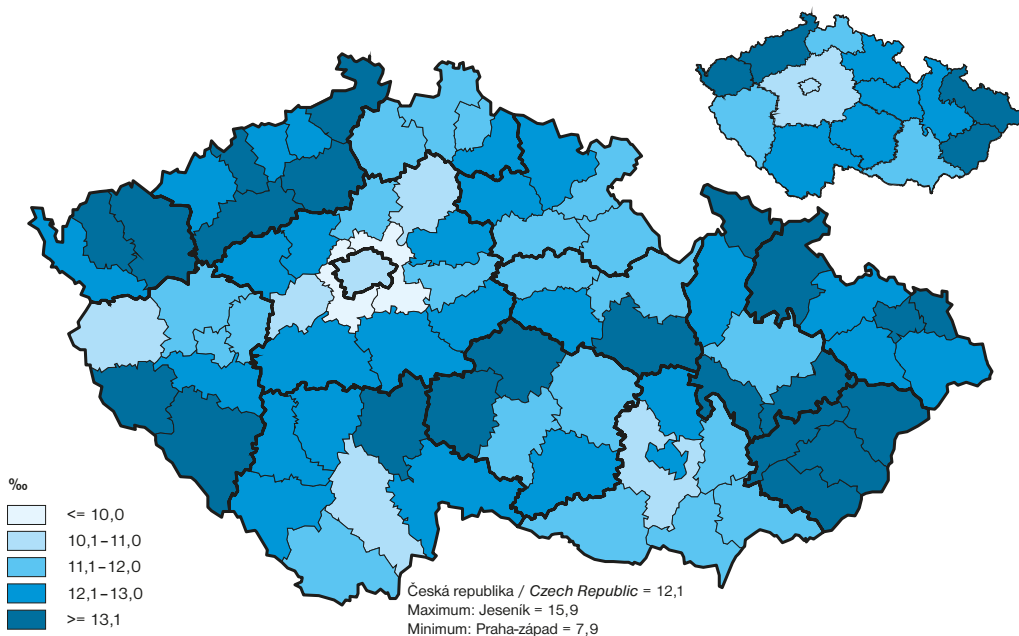 ‰
<= 10,0
10,1–11,0
11,1–12,0
12,1–13,0
>= 13,1
Česká republika / Czech Republic = 12,1
Maximum: Jeseník = 15,9
Minimum: Praha-západ = 7,9